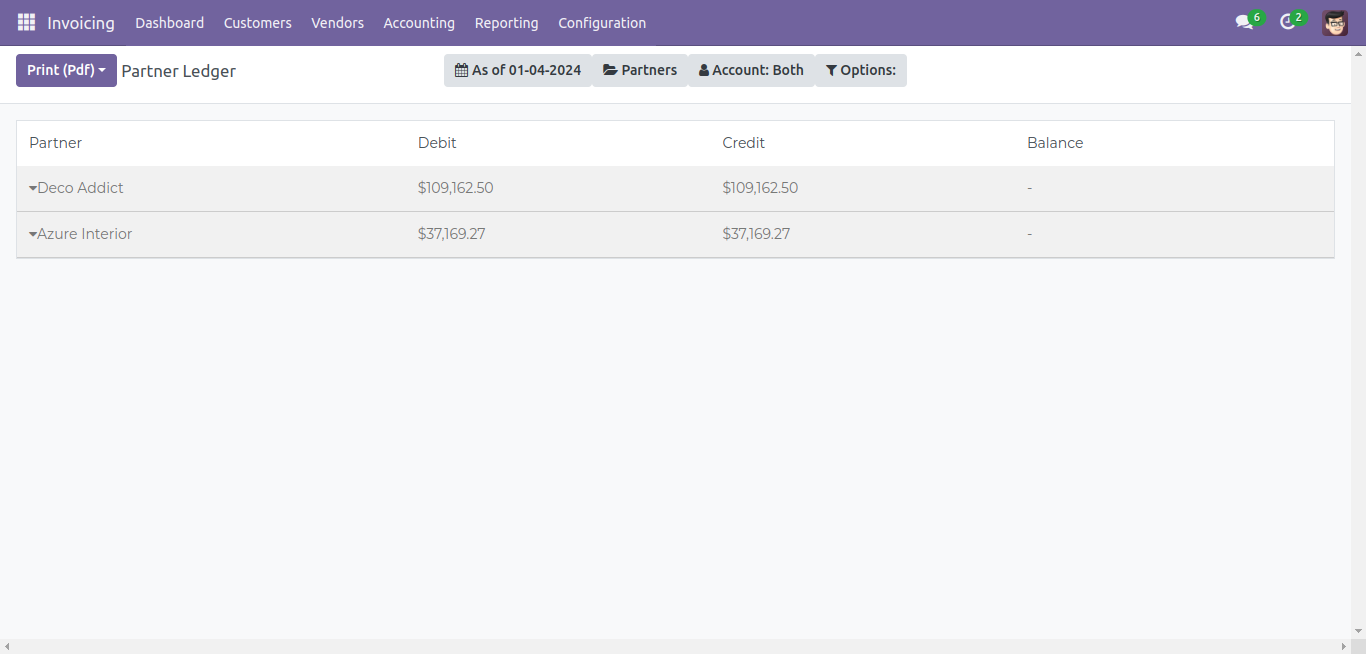 Invoicing Dashboard Customers Vendors Accounting Reporting Configuration 6 2
Print (Pdf) Partner Ledger As of 01-04-2024 Partners Account: Both Options:
Partner Debit Credit Balance
Deco Addict $109,162.50 $109,162.50 -
Azure Interior $37,169.27 $37,169.27 -